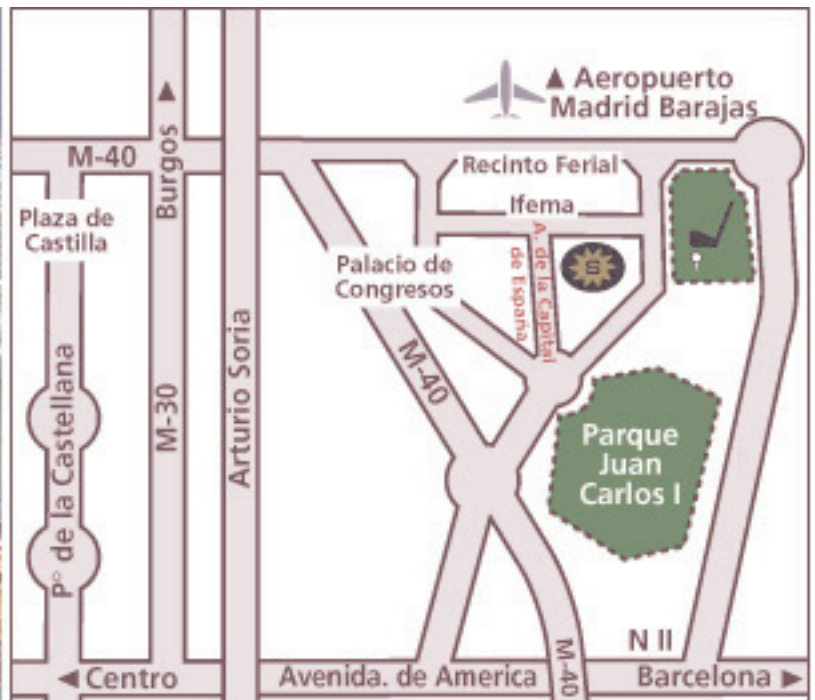 ▲ Aeropuerto
Madrid Barajas
M-40
Burgos ▲
Recinto Ferial
Plaza de
Castilla
Ifema
A. de la Capital
de España
S
Palacio de
Congresos
Arturio Soria
M-40
M-30
Pº de la Castellana
Parque
Juan
Carlos I
N II
M-40
◀ Centro
Avenida. de America
Barcelona ▶